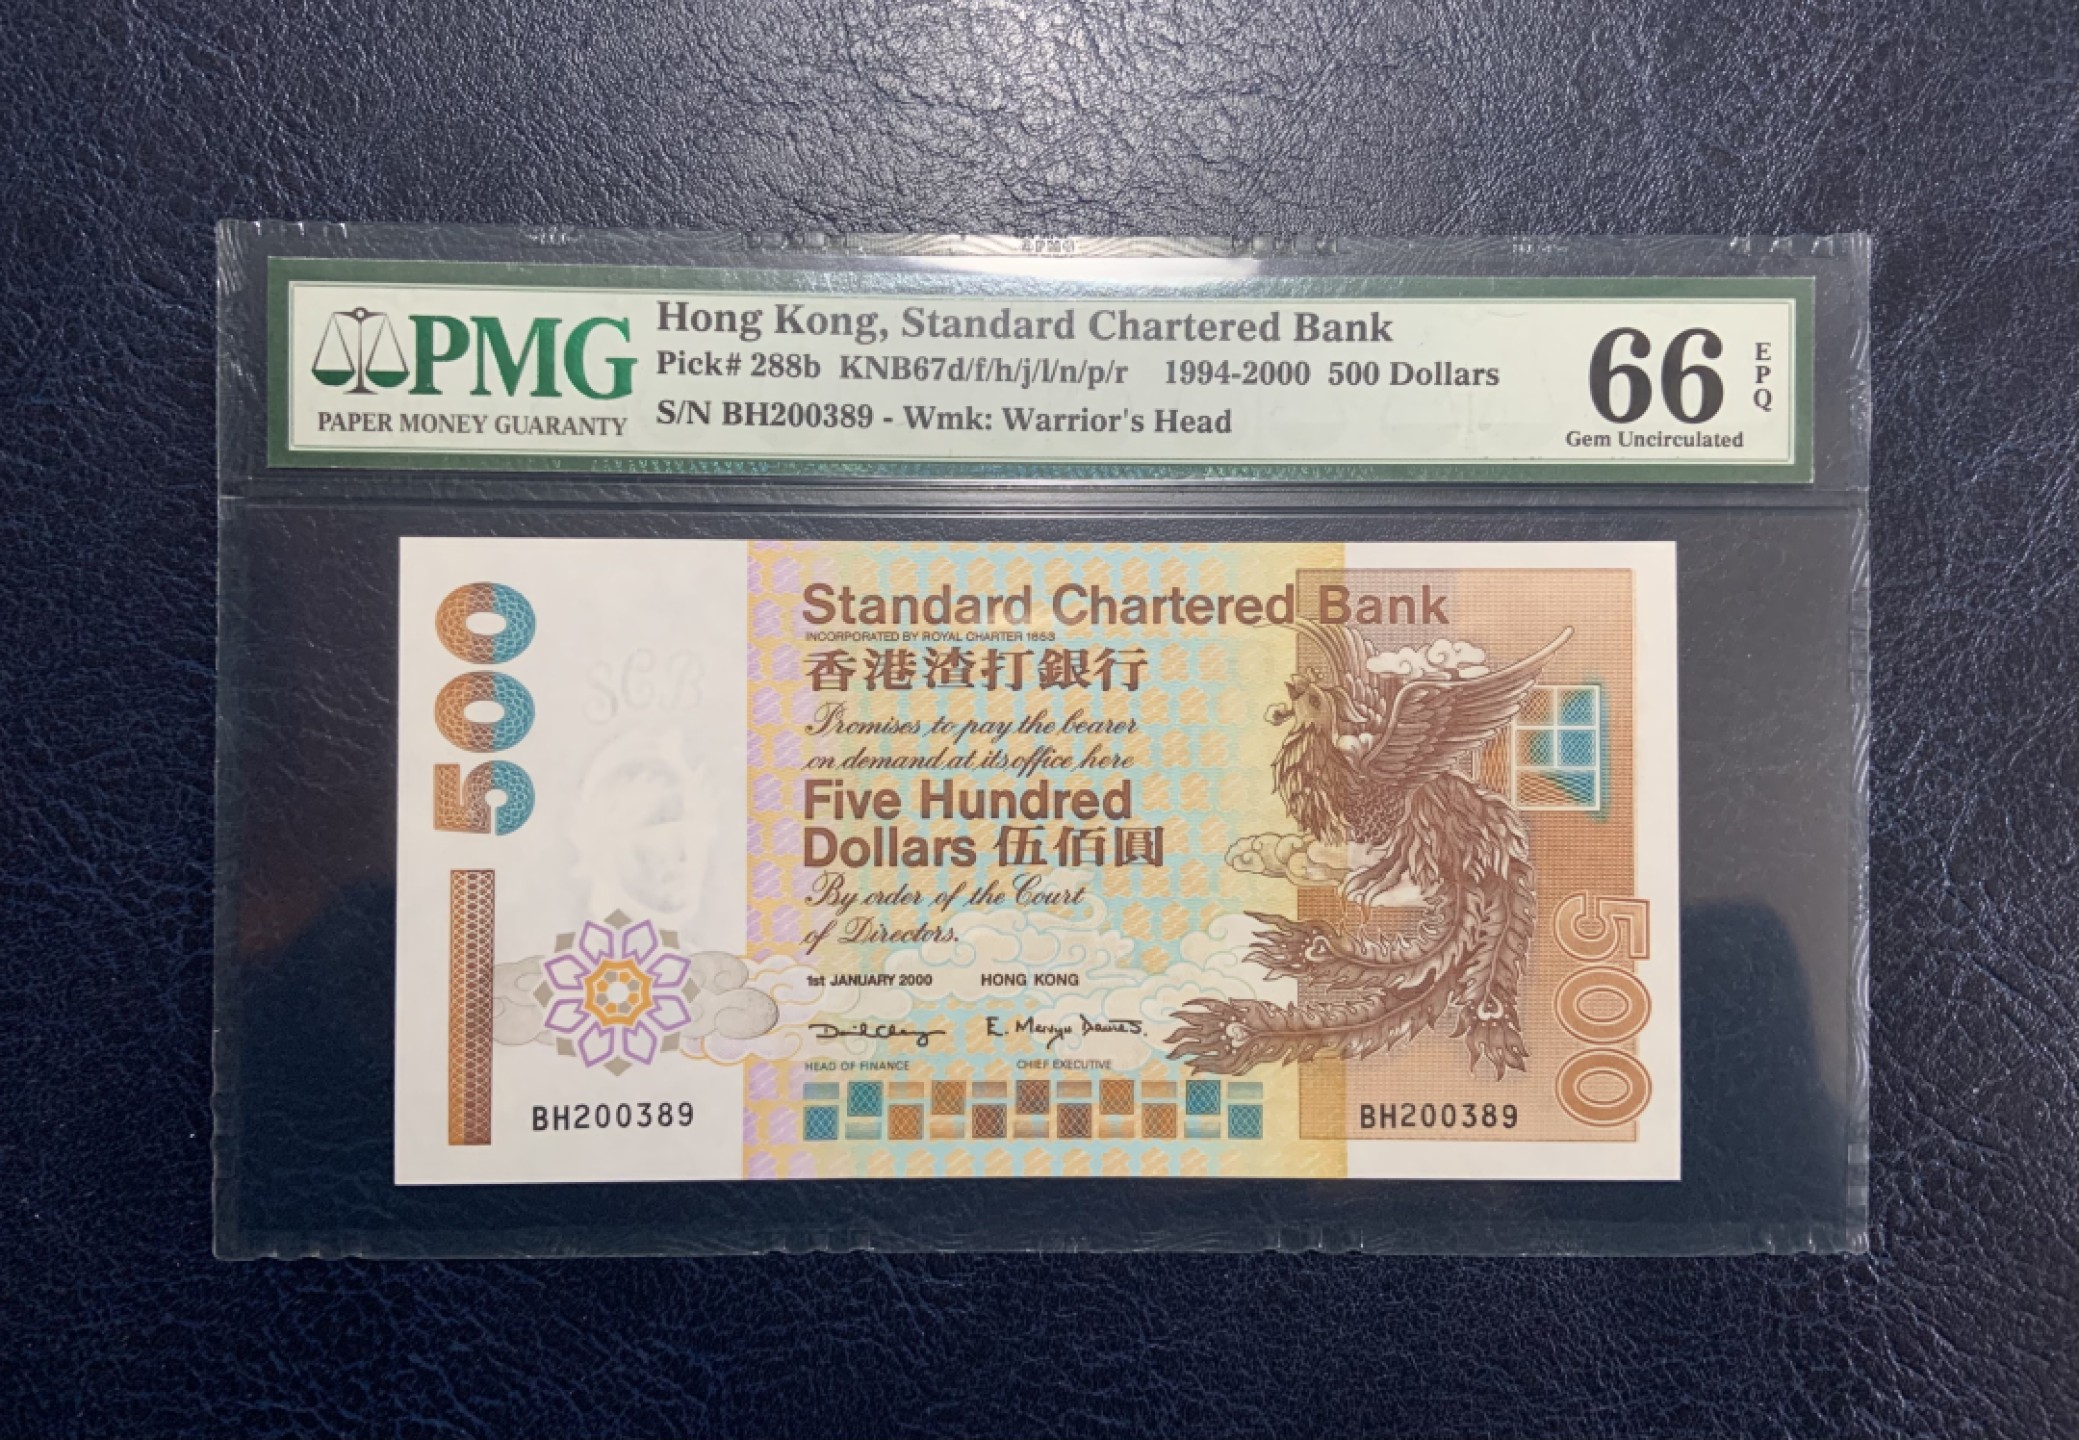 PMG
PMG
PAPER MONEY GUARANTY
Hong Kong, Standard Chartered Bank
Pick# 288b KNB67d/f/h/j/l/n/p/r 1994-2000 500 Dollars
S/N BH200389 - Wmk: Warrior's Head
66
EPQ
Gem Uncirculated
500
SCB
Standard Chartered Bank
INCORPORATED BY ROYAL CHARTER 1853
香港渣打銀行
Promises to pay the bearer
on demand at its office here
Five Hundred
Dollars 伍佰圓
By order of the Court
of Directors.
1st JANUARY 2000 HONG KONG
E. Mervyn Davies.
HEAD OF FINANCE CHIEF EXECUTIVE
BH200389
BH200389
500